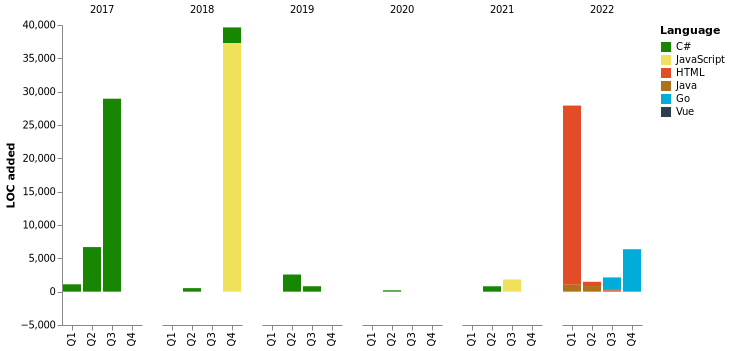 2017 2018 2019 2020 2021 2022
40,000
35,000
30,000
25,000
20,000
15,000
10,000
5,000
0
−5,000
LOC added
Q1 Q2 Q3 Q4 Q1 Q2 Q3 Q4 Q1 Q2 Q3 Q4 Q1 Q2 Q3 Q4 Q1 Q2 Q3 Q4 Q1 Q2 Q3 Q4
Language
C#
JavaScript
HTML
Java
Go
Vue